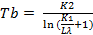 Tb = K2 / ln (K1/Lλ + 1)